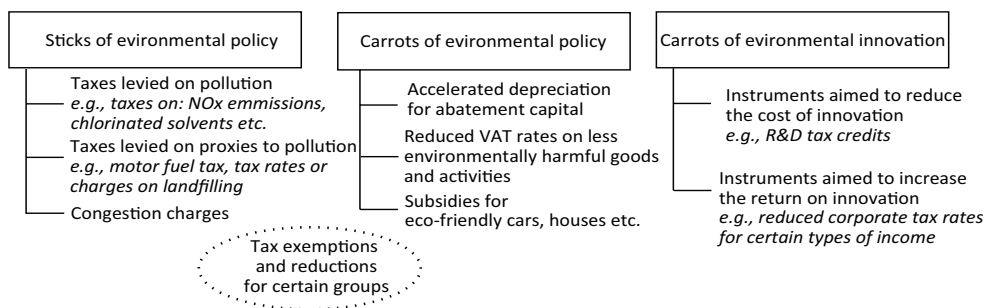 Sticks of evironmental policy
Taxes levied on pollution
e.g., taxes on: NOx emmissions,
chlorinated solvents etc.
Taxes levied on proxies to pollution
e.g., motor fuel tax, tax rates or
charges on landfilling
Congestion charges
Carrots of evironmental policy
Accelerated depreciation
for abatement capital
Reduced VAT rates on less
environmentally harmful goods
and activities
Subsidies for
eco-friendly cars, houses etc.
Tax exemptions
and reductions
for certain groups
Carrots of evironmental innovation
Instruments aimed to reduce
the cost of innovation
e.g., R&D tax credits
Instruments aimed to increase
the return on innovation
e.g., reduced corporate tax rates
for certain types of income